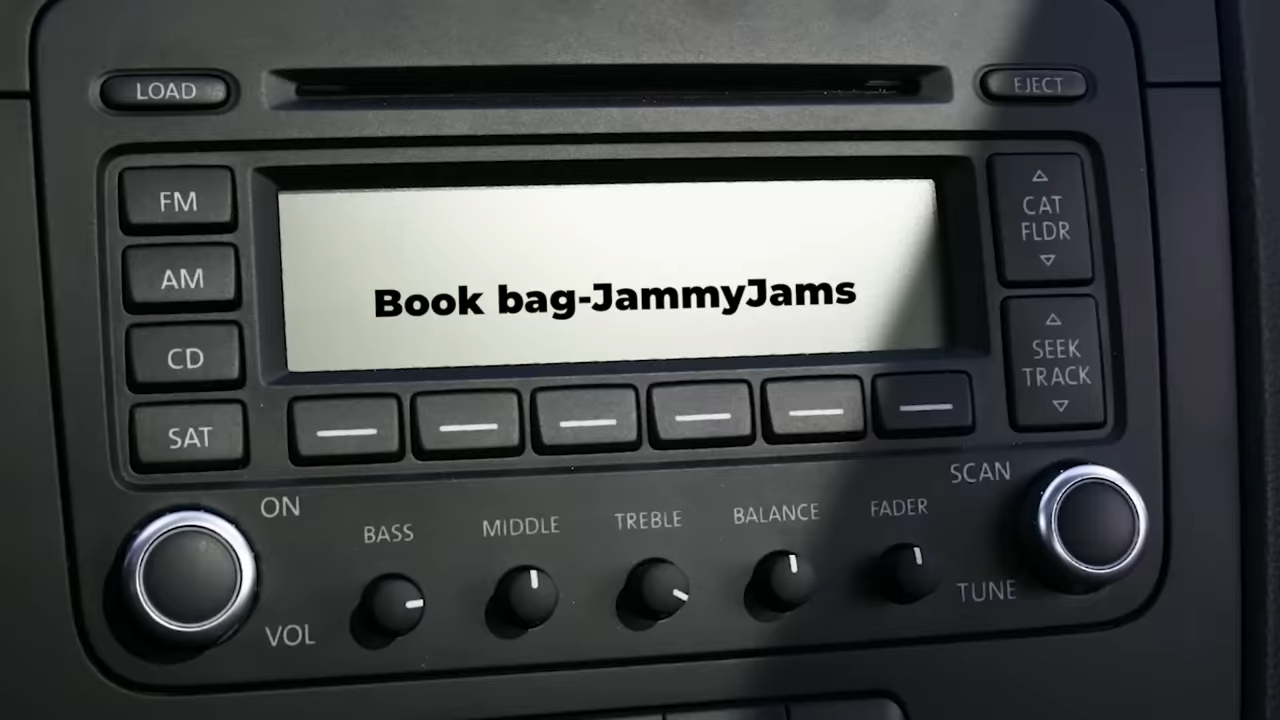 LOAD
EJECT
FM
AM
CD
SAT
Book bag-JammyJams
CAT
FLDR
SEEK
TRACK
ON
VOL
BASS
MIDDLE
TREBLE
BALANCE
FADER
SCAN
TUNE